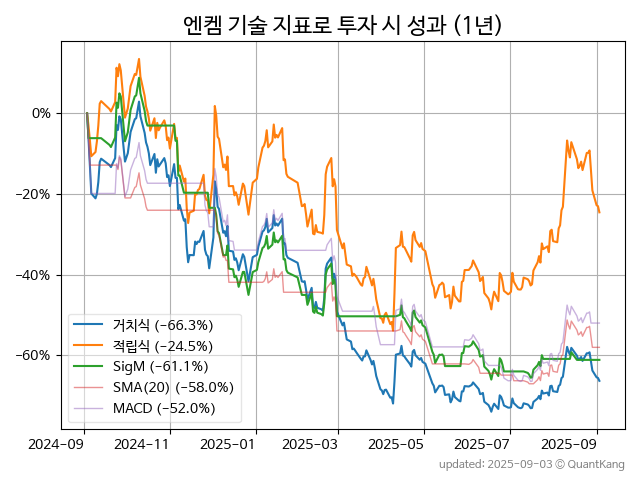 엔켐 기술 지표로 투자 시 성과 (1년)
0%
−20%
−40%
−60%
거치식 (−66.3%)
적립식 (−24.5%)
SigM (−61.1%)
SMA(20) (−58.0%)
MACD (−52.0%)
2024-09
2024-11
2025-01
2025-03
2025-05
2025-07
2025-09
updated: 2025-09-03 © QuantKang